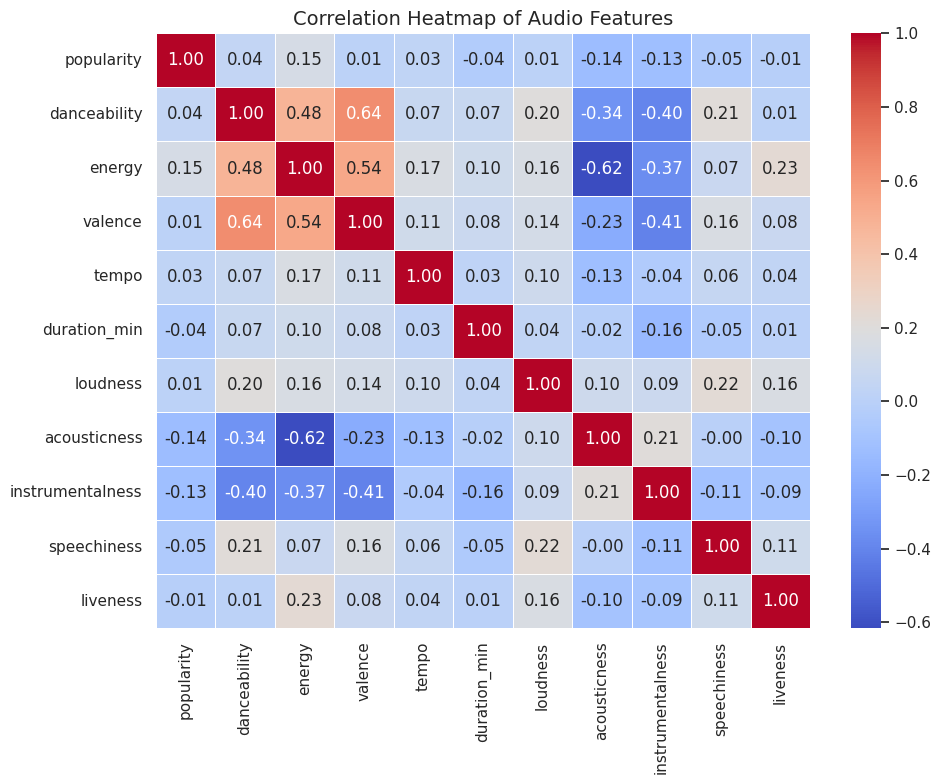 Correlation Heatmap of Audio Features
popularity 1.00 0.04 0.15 0.01 0.03 -0.04 0.01 -0.14 -0.13 -0.05 -0.01
danceability 0.04 1.00 0.48 0.64 0.07 0.07 0.20 -0.34 -0.40 0.21 0.01
energy 0.15 0.48 1.00 0.54 0.17 0.10 0.16 -0.62 -0.37 0.07 0.23
valence 0.01 0.64 0.54 1.00 0.11 0.08 0.14 -0.23 -0.41 0.16 0.08
tempo 0.03 0.07 0.17 0.11 1.00 0.03 0.10 -0.13 -0.04 0.06 0.04
duration_min -0.04 0.07 0.10 0.08 0.03 1.00 0.04 -0.02 -0.16 -0.05 0.01
loudness 0.01 0.20 0.16 0.14 0.10 0.04 1.00 0.10 0.09 0.22 0.16
acousticness -0.14 -0.34 -0.62 -0.23 -0.13 -0.02 0.10 1.00 0.21 -0.00 -0.10
instrumentalness -0.13 -0.40 -0.37 -0.41 -0.04 -0.16 0.09 0.21 1.00 -0.11 -0.09
speechiness -0.05 0.21 0.07 0.16 0.06 -0.05 0.22 -0.00 -0.11 1.00 0.11
liveness -0.01 0.01 0.23 0.08 0.04 0.01 0.16 -0.10 -0.09 0.11 1.00
popularity
danceability
energy
valence
tempo
duration_min
loudness
acousticness
instrumentalness
speechiness
liveness
1.0
0.8
0.6
0.4
0.2
0.0
−0.2
−0.4
−0.6